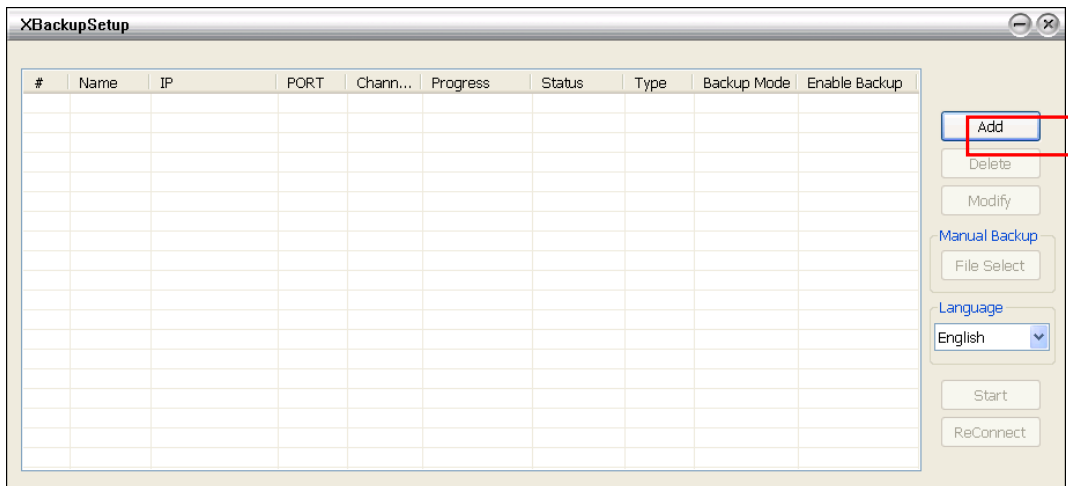 XBackupSetup
# Name IP PORT Chann... Progress Status Type Backup Mode Enable Backup
Add
Delete
Modify
Manual Backup
File Select
Language
English
Start
ReConnect